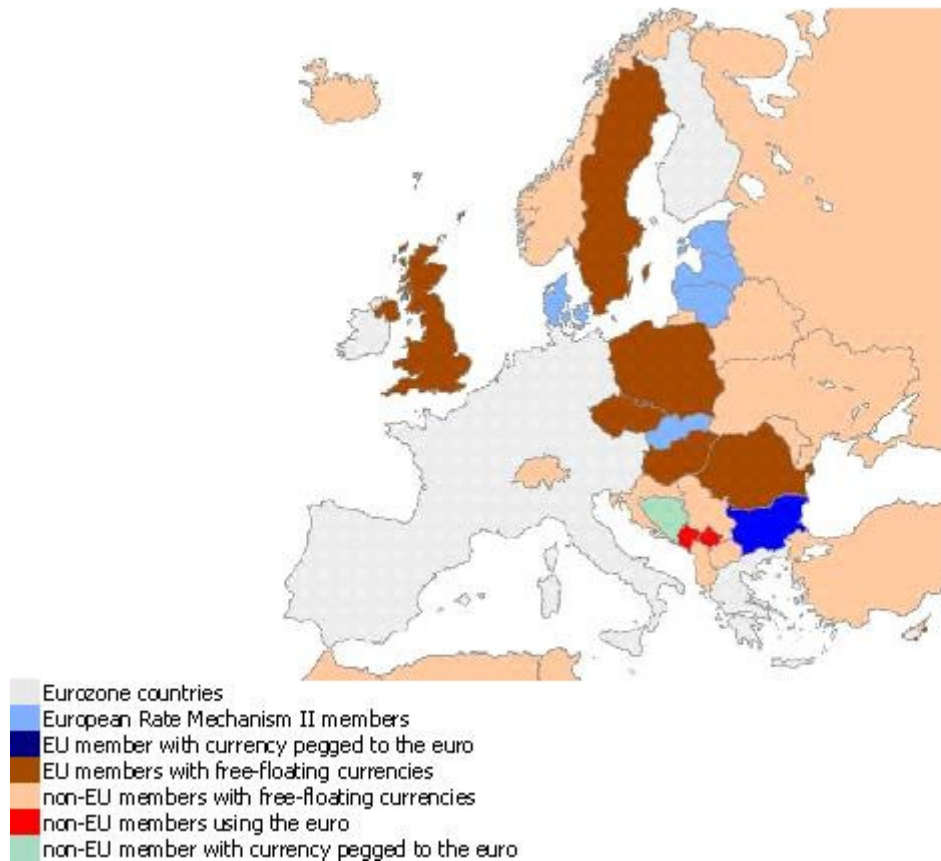 Eurozone countries
European Rate Mechanism II members
EU member with currency pegged to the euro
EU members with free-floating currencies
non-EU members with free-floating currencies
non-EU members using the euro
non-EU member with currency pegged to the euro